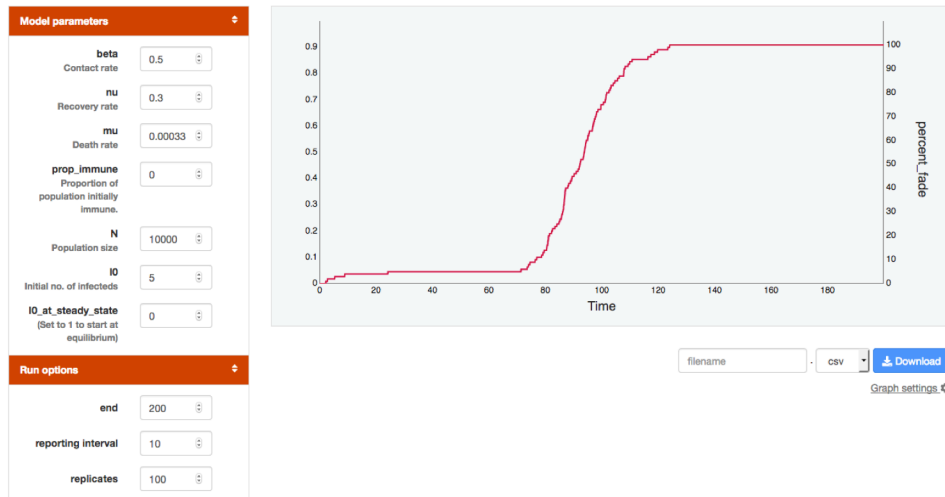 Model parameters
beta
Contact rate
0.5
nu
Recovery rate
0.3
mu
Death rate
0.00033
prop_immune
Proportion of
population initially
immune.
0
N
Population size
10000
I0
Initial no. of infecteds
5
I0_at_steady_state
(Set to 1 to start at
equilibrium)
0
Run options
end
200
reporting interval
10
replicates
100
0.9
0.8
0.7
0.6
0.5
0.4
0.3
0.2
0.1
0
0 20 40 60 80 100 120 140 160 180
Time
100
90
80
70
60
50
40
30
20
10
0
percent_fade
filename . csv Download
Graph settings